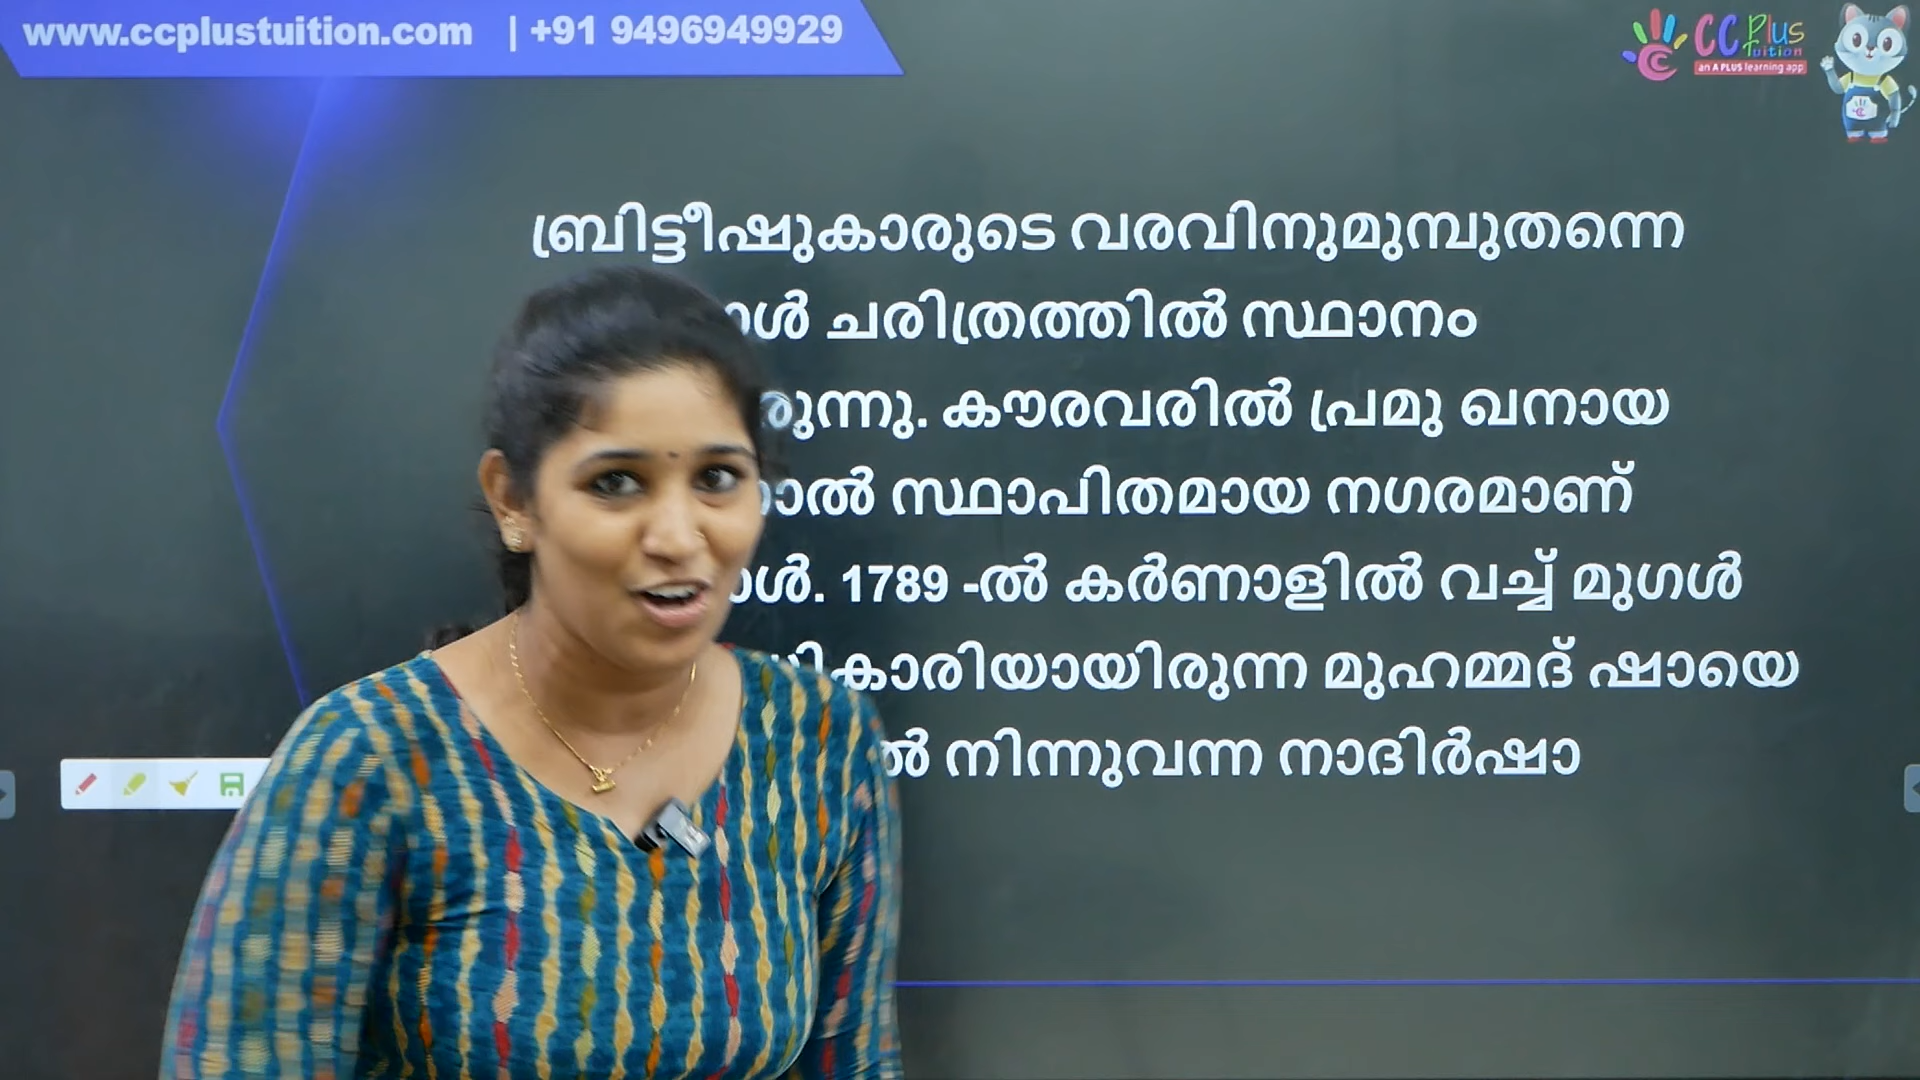 www.ccplustuition.com | +91 9496949929
CC Plus
Tuition
an A PLUS learning app
ബ്രിട്ടീഷുകാരുടെ വരവിനുമുമ്പുതന്നെ
ചരിത്രത്തിൽ സ്ഥാനം
കൗരവരിൽ പ്രമു ഖനായ
സ്ഥാപിതമായ നഗരമാണ്
1789 -ൽ കർണാളിൽ വച്ച് മുഗൾ
മുഹമ്മദ് ഷായെ
നിന്നുവന്ന നാദിർഷാ